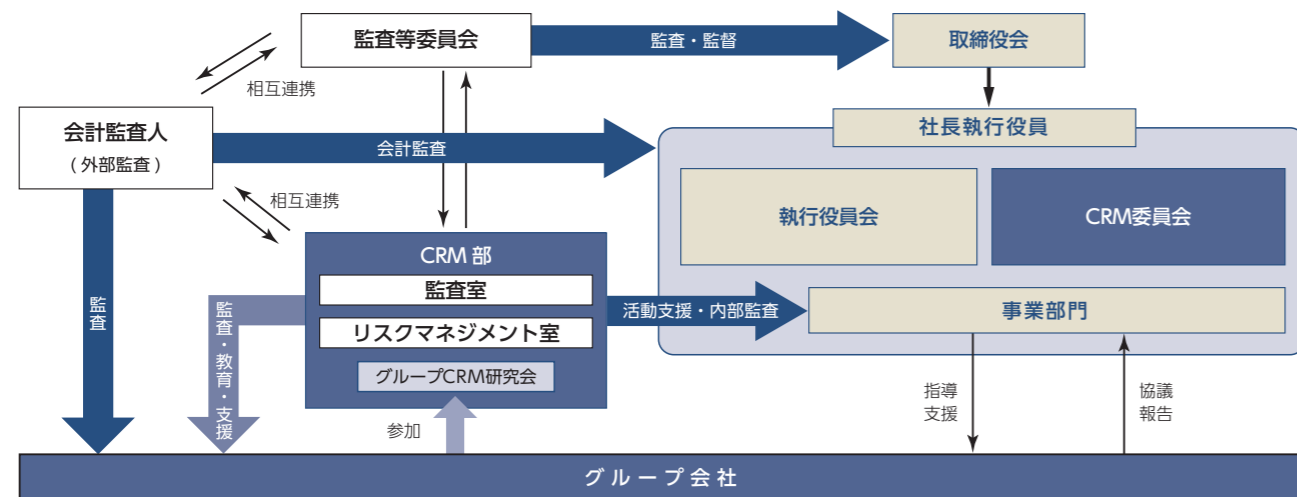 監査等委員会
監査・監督
取締役会
相互連携
社長執行役員
会計監査人
(外部監査)
会計監査
相互連携
執行役員会
CRM委員会
CRM 部
監査室
リスクマネジメント室
グループCRM研究会
活動支援・内部監査
事業部門
監査
監査・教育・支援
参加
指導
支援
協議
報告
グループ会社